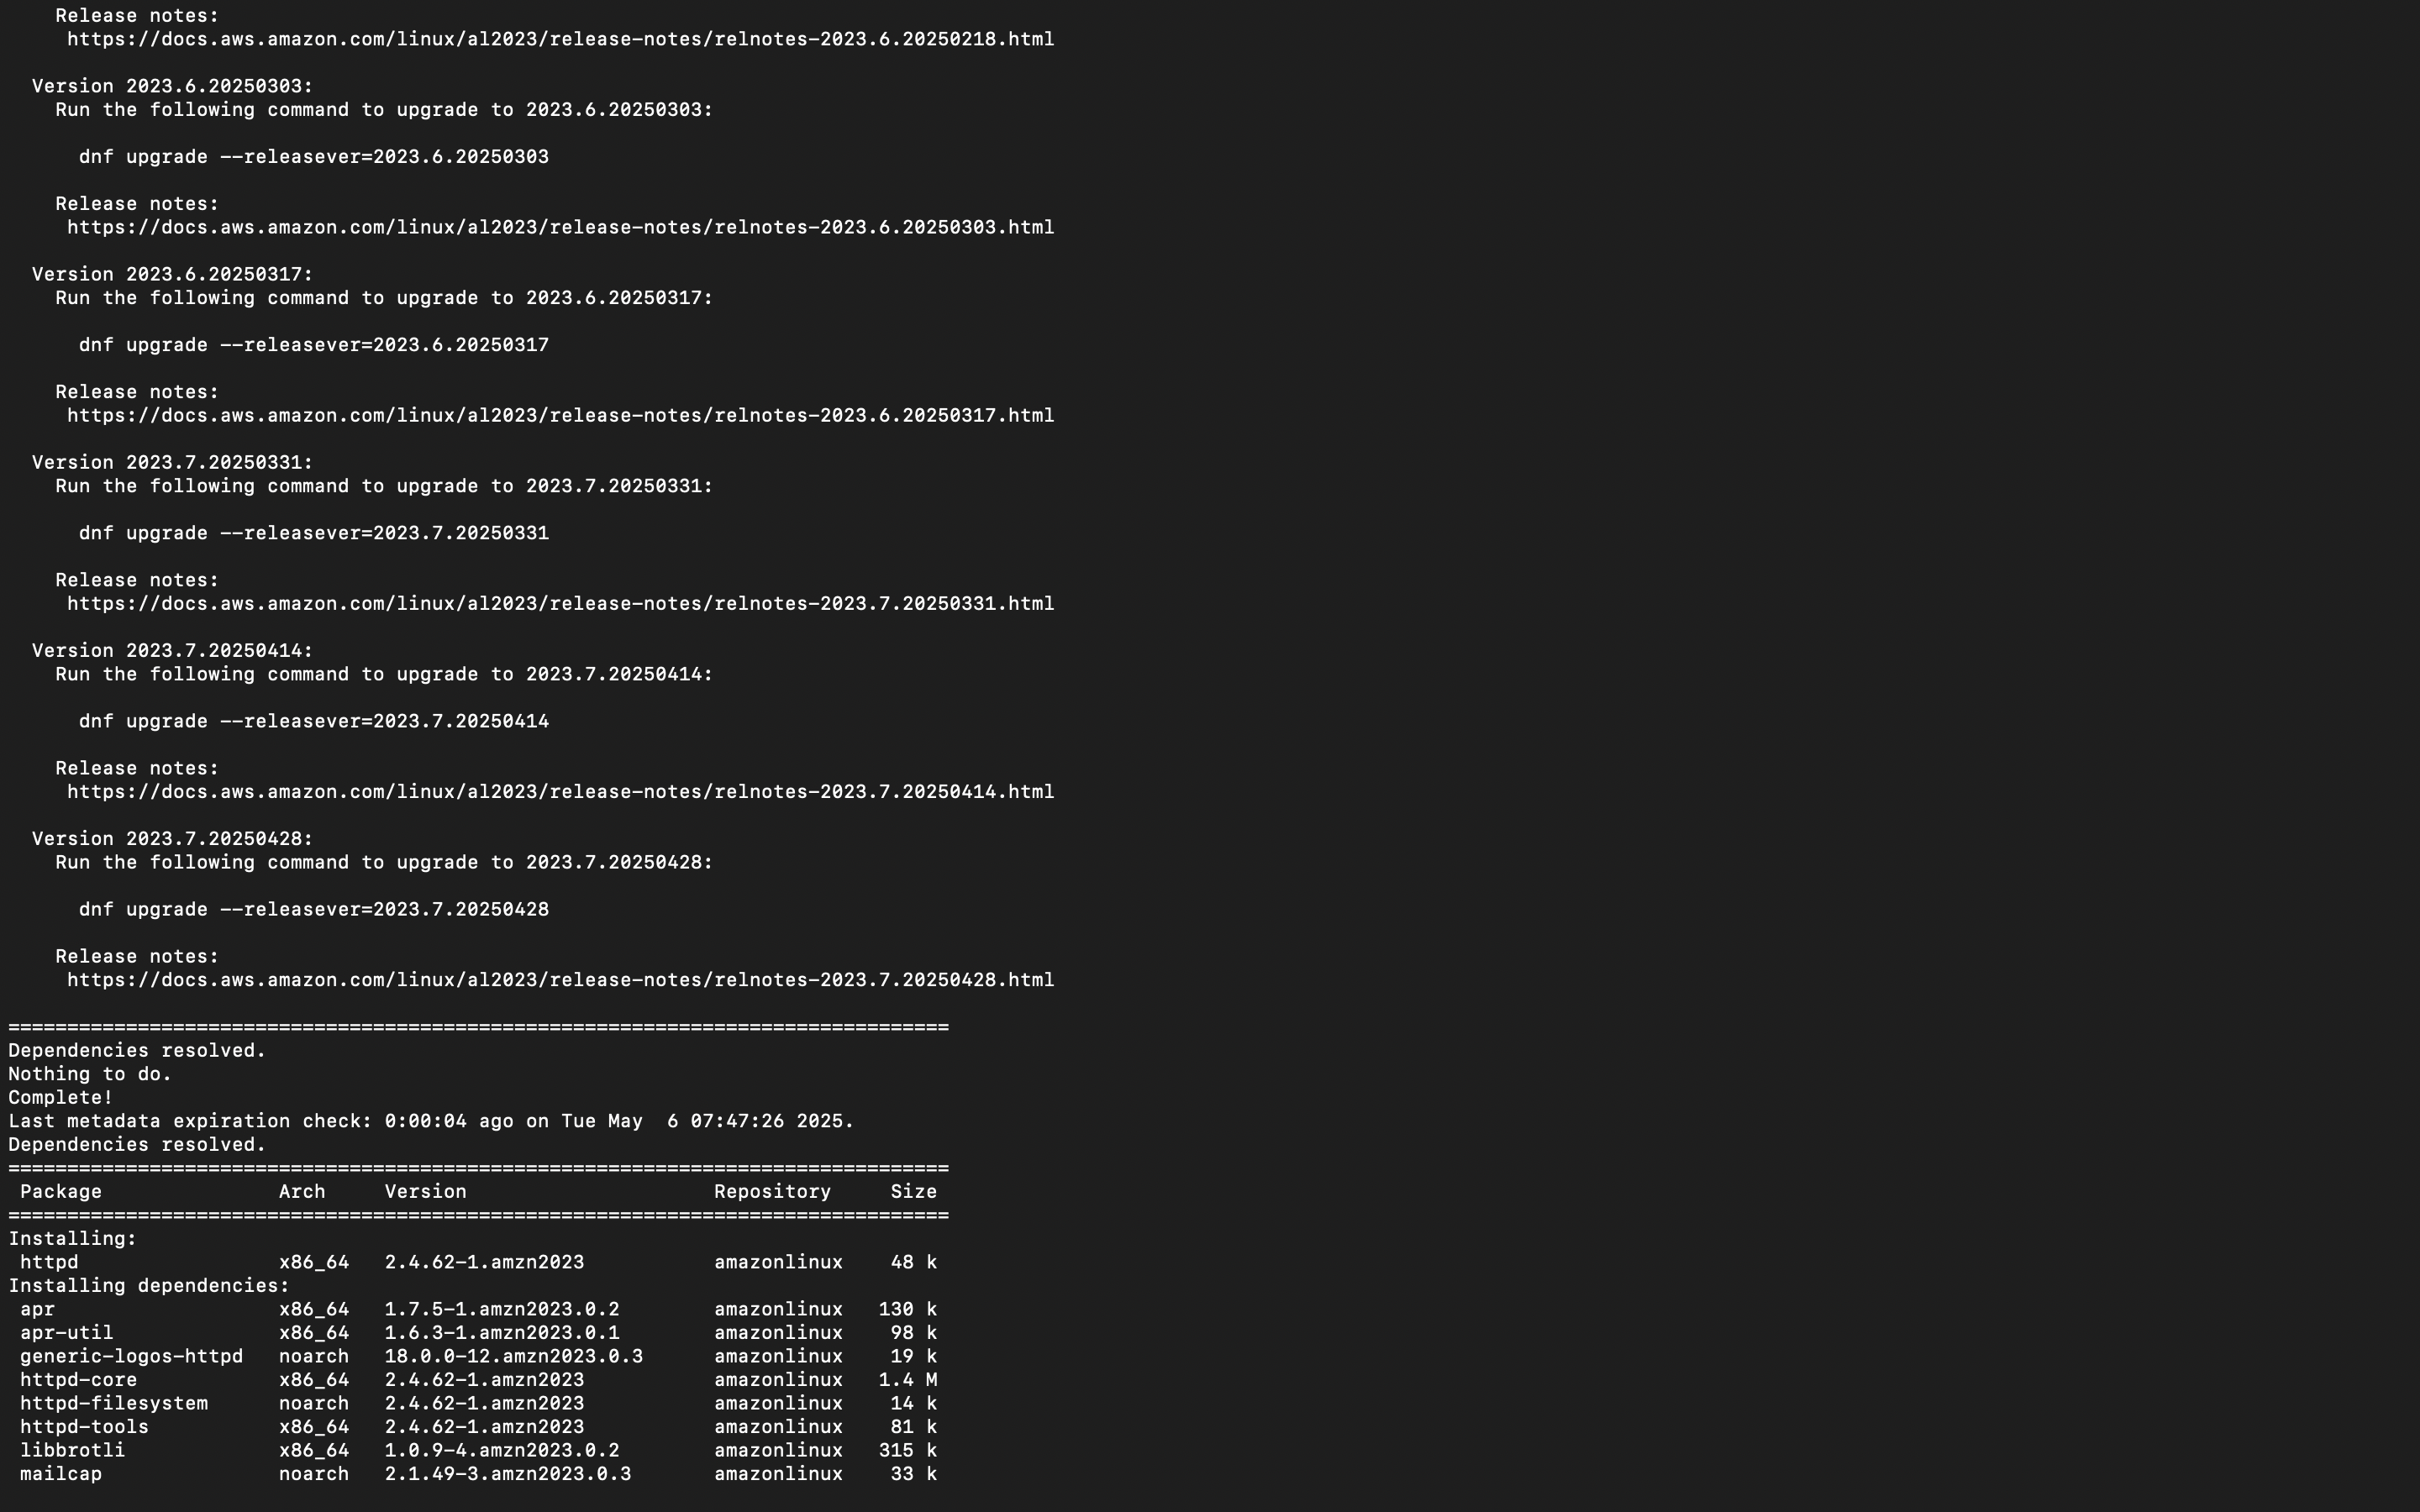 Release notes:
https://docs.aws.amazon.com/linux/al2023/release-notes/relnotes-2023.6.20250218.html
Version 2023.6.20250303:
Run the following command to upgrade to 2023.6.20250303:
dnf upgrade --releasever=2023.6.20250303
Release notes:
https://docs.aws.amazon.com/linux/al2023/release-notes/relnotes-2023.6.20250303.html
Version 2023.6.20250317:
Run the following command to upgrade to 2023.6.20250317:
dnf upgrade --releasever=2023.6.20250317
Release notes:
https://docs.aws.amazon.com/linux/al2023/release-notes/relnotes-2023.6.20250317.html
Version 2023.7.20250331:
Run the following command to upgrade to 2023.7.20250331:
dnf upgrade --releasever=2023.7.20250331
Release notes:
https://docs.aws.amazon.com/linux/al2023/release-notes/relnotes-2023.7.20250331.html
Version 2023.7.20250414:
Run the following command to upgrade to 2023.7.20250414:
dnf upgrade --releasever=2023.7.20250414
Release notes:
https://docs.aws.amazon.com/linux/al2023/release-notes/relnotes-2023.7.20250414.html
Version 2023.7.20250428:
Run the following command to upgrade to 2023.7.20250428:
dnf upgrade --releasever=2023.7.20250428
Release notes:
https://docs.aws.amazon.com/linux/al2023/release-notes/relnotes-2023.7.20250428.html
================================================================================
Dependencies resolved.
Nothing to do.
Complete!
Last metadata expiration check: 0:00:04 ago on Tue May  6 07:47:26 2025.
Dependencies resolved.
================================================================================
 Package               Arch     Version                     Repository     Size
================================================================================
Installing:
 httpd                 x86_64   2.4.62-1.amzn2023           amazonlinux    48 k
Installing dependencies:
 apr                   x86_64   1.7.5-1.amzn2023.0.2        amazonlinux   130 k
 apr-util              x86_64   1.6.3-1.amzn2023.0.1        amazonlinux    98 k
 generic-logos-httpd   noarch   18.0.0-12.amzn2023.0.3      amazonlinux    19 k
 httpd-core            x86_64   2.4.62-1.amzn2023           amazonlinux   1.4 M
 httpd-filesystem      noarch   2.4.62-1.amzn2023           amazonlinux    14 k
 httpd-tools           x86_64   2.4.62-1.amzn2023           amazonlinux    81 k
 libbrotli             x86_64   1.0.9-4.amzn2023.0.2        amazonlinux   315 k
 mailcap               noarch   2.1.49-3.amzn2023.0.3       amazonlinux    33 k